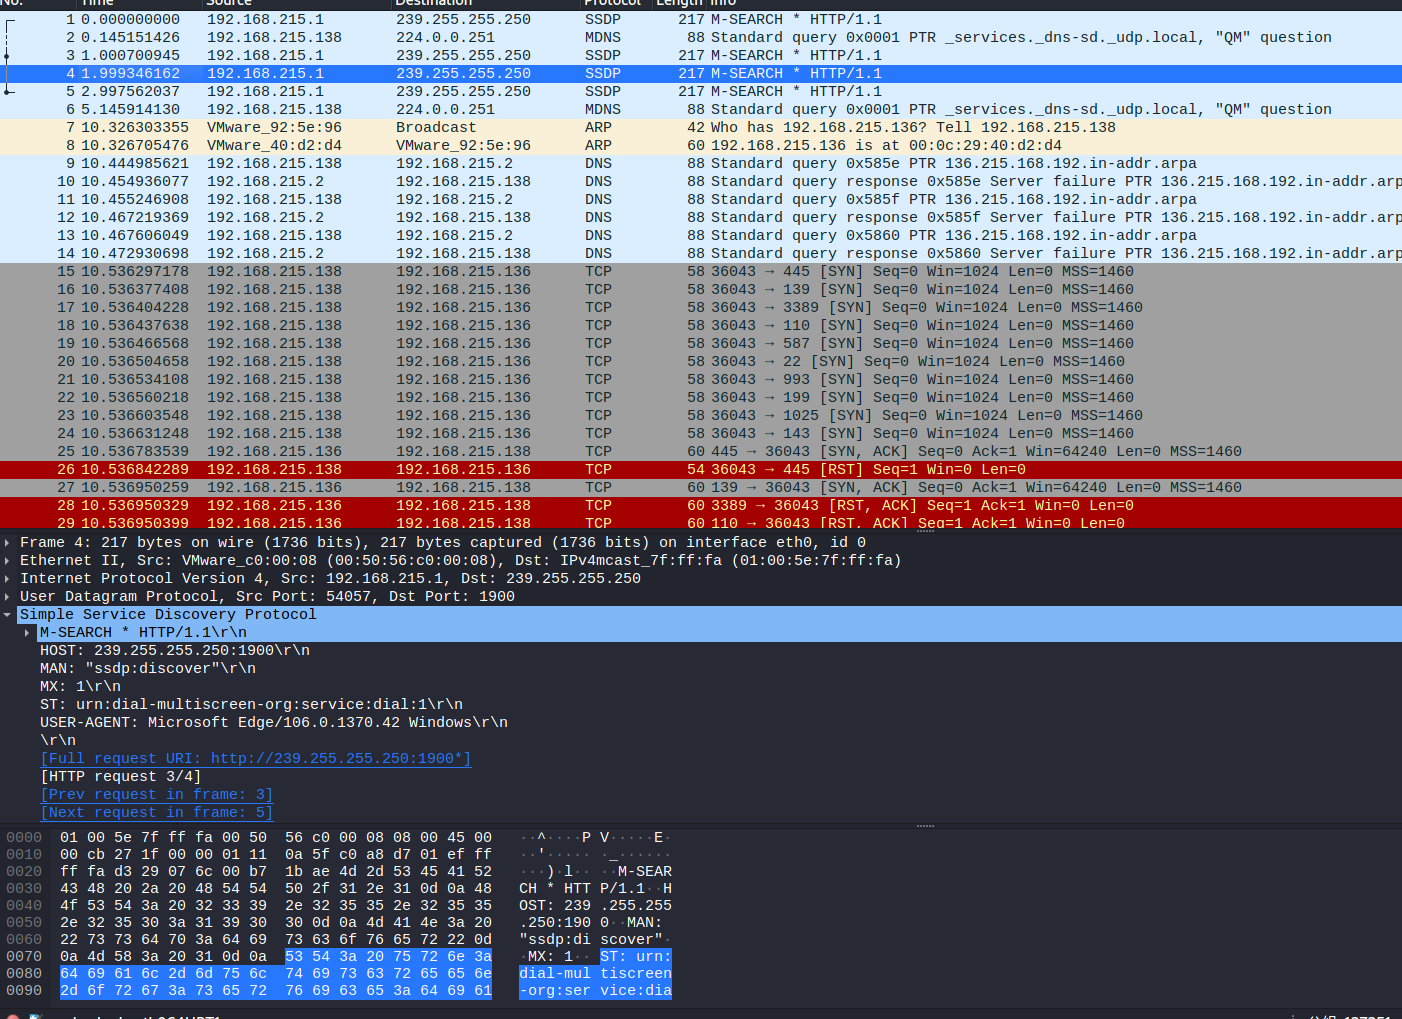 No. Time Source Destination Protocol Length Info
1 0.000000000 192.168.215.1 239.255.255.250 SSDP 217 M-SEARCH * HTTP/1.1
2 0.145151426 192.168.215.138 224.0.0.251 MDNS 88 Standard query 0x0001 PTR _services._dns-sd._udp.local, "QM" question
3 1.000700945 192.168.215.1 239.255.255.250 SSDP 217 M-SEARCH * HTTP/1.1
4 1.999346162 192.168.215.1 239.255.255.250 SSDP 217 M-SEARCH * HTTP/1.1
5 2.997562037 192.168.215.1 239.255.255.250 SSDP 217 M-SEARCH * HTTP/1.1
6 5.145914130 192.168.215.138 224.0.0.251 MDNS 88 Standard query 0x0001 PTR _services._dns-sd._udp.local, "QM" question
7 10.326303355 VMware_92:5e:96 Broadcast ARP 42 Who has 192.168.215.136? Tell 192.168.215.138
8 10.326705476 VMware_40:d2:d4 VMware_92:5e:96 ARP 60 192.168.215.136 is at 00:0c:29:40:d2:d4
9 10.444985621 192.168.215.138 192.168.215.2 DNS 88 Standard query 0x585e PTR 136.215.168.192.in-addr.arpa
10 10.454936077 192.168.215.2 192.168.215.138 DNS 88 Standard query response 0x585e Server failure PTR 136.215.168.192.in-addr.arp
11 10.455246908 192.168.215.138 192.168.215.2 DNS 88 Standard query 0x585f PTR 136.215.168.192.in-addr.arpa
12 10.467219369 192.168.215.2 192.168.215.138 DNS 88 Standard query response 0x585f Server failure PTR 136.215.168.192.in-addr.arp
13 10.467606049 192.168.215.138 192.168.215.2 DNS 88 Standard query 0x5860 PTR 136.215.168.192.in-addr.arpa
14 10.472930698 192.168.215.2 192.168.215.138 DNS 88 Standard query response 0x5860 Server failure PTR 136.215.168.192.in-addr.arp
15 10.536297178 192.168.215.138 192.168.215.136 TCP 58 36043 → 445 [SYN] Seq=0 Win=1024 Len=0 MSS=1460
16 10.536377408 192.168.215.138 192.168.215.136 TCP 58 36043 → 139 [SYN] Seq=0 Win=1024 Len=0 MSS=1460
17 10.536404228 192.168.215.138 192.168.215.136 TCP 58 36043 → 3389 [SYN] Seq=0 Win=1024 Len=0 MSS=1460
18 10.536437638 192.168.215.138 192.168.215.136 TCP 58 36043 → 110 [SYN] Seq=0 Win=1024 Len=0 MSS=1460
19 10.536466568 192.168.215.138 192.168.215.136 TCP 58 36043 → 587 [SYN] Seq=0 Win=1024 Len=0 MSS=1460
20 10.536504658 192.168.215.138 192.168.215.136 TCP 58 36043 → 22 [SYN] Seq=0 Win=1024 Len=0 MSS=1460
21 10.536534108 192.168.215.138 192.168.215.136 TCP 58 36043 → 993 [SYN] Seq=0 Win=1024 Len=0 MSS=1460
22 10.536560218 192.168.215.138 192.168.215.136 TCP 58 36043 → 199 [SYN] Seq=0 Win=1024 Len=0 MSS=1460
23 10.536603548 192.168.215.138 192.168.215.136 TCP 58 36043 → 1025 [SYN] Seq=0 Win=1024 Len=0 MSS=1460
24 10.536631248 192.168.215.138 192.168.215.136 TCP 58 36043 → 143 [SYN] Seq=0 Win=1024 Len=0 MSS=1460
25 10.536783539 192.168.215.136 192.168.215.138 TCP 60 445 → 36043 [SYN, ACK] Seq=0 Ack=1 Win=64240 Len=0 MSS=1460
26 10.536842289 192.168.215.138 192.168.215.136 TCP 54 36043 → 445 [RST] Seq=1 Win=0 Len=0
27 10.536950259 192.168.215.136 192.168.215.138 TCP 60 139 → 36043 [SYN, ACK] Seq=0 Ack=1 Win=64240 Len=0 MSS=1460
28 10.536950329 192.168.215.136 192.168.215.138 TCP 60 3389 → 36043 [RST, ACK] Seq=1 Ack=1 Win=0 Len=0
29 10.536950399 192.168.215.136 192.168.215.138 TCP 60 110 → 36043 [RST, ACK] Seq=1 Ack=1 Win=0 Len=0
Frame 4: 217 bytes on wire (1736 bits), 217 bytes captured (1736 bits) on interface eth0, id 0
Ethernet II, Src: VMware_c0:00:08 (00:50:56:c0:00:08), Dst: IPv4mcast_7f:ff:fa (01:00:5e:7f:ff:fa)
Internet Protocol Version 4, Src: 192.168.215.1, Dst: 239.255.255.250
User Datagram Protocol, Src Port: 54057, Dst Port: 1900
Simple Service Discovery Protocol
M-SEARCH * HTTP/1.1\r\n
HOST: 239.255.255.250:1900\r\n
MAN: "ssdp:discover"\r\n
MX: 1\r\n
ST: urn:dial-multiscreen-org:service:dial:1\r\n
USER-AGENT: Microsoft Edge/106.0.1370.42 Windows\r\n
\r\n
[Full request URI: http://239.255.255.250:1900*]
[HTTP request 3/4]
[Prev request in frame: 3]
[Next request in frame: 5]
0000 01 00 5e 7f ff fa 00 50 56 c0 00 08 08 00 45 00 ··^····P V·····E·
0010 00 cb 27 1f 00 00 01 11 0a 5f c0 a8 d7 01 ef ff ··'····· ·_······
0020 ff fa d3 29 07 6c 00 b7 1b ae 4d 2d 53 45 41 52 ···)·l·· ··M-SEAR
0030 43 48 20 2a 20 48 54 54 50 2f 31 2e 31 0d 0a 48 CH * HTT P/1.1··H
0040 4f 53 54 3a 20 32 33 39 2e 32 35 35 2e 32 35 35 OST: 239 .255.255
0050 2e 32 35 30 3a 31 39 30 30 0d 0a 4d 41 4e 3a 20 .250:190 0··MAN:
0060 22 73 73 64 70 3a 64 69 73 63 6f 76 65 72 22 0d "ssdp:di scover"·
0070 0a 4d 58 3a 20 31 0d 0a 53 54 3a 20 75 72 6e 3a ·MX: 1·· ST: urn:
0080 64 69 61 6c 2d 6d 75 6c 74 69 73 63 72 65 65 6e dial-mul tiscreen
0090 2d 6f 72 67 3a 73 65 72 76 69 63 65 3a 64 69 61 -org:ser vice:dia